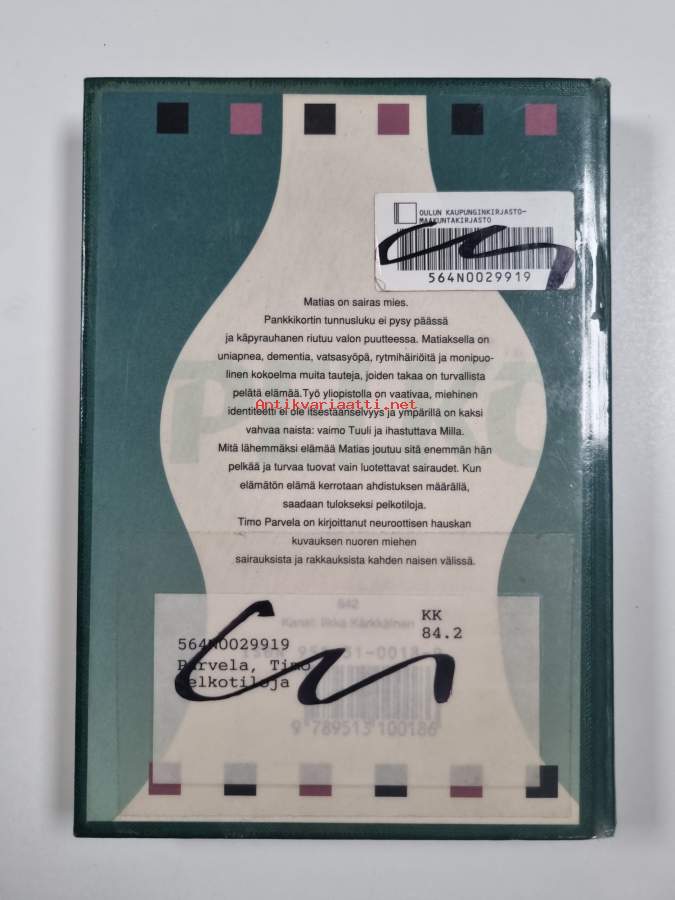 OULUN KAUPUNGINKIRJASTO-
MAAKUNTAKIRJASTO
564N0029919
Matias on sairas mies.
Pankkikortin tunnusluku ei pysy päässä
ja käpyrauhanen riutuu valon puutteessa. Matiaksella on
uniapnea, dementia, vatsasyöpä, rytmihäiriöitä ja monipuo-
linen kokoelma muita tauteja, joiden takaa on turvallista
pelätä elämää.Työ yliopistolla on vaativaa, miehinen
Antikvariaatti.net
identiteetti ei ole itsestäänselvyys ja ympärillä on kaksi
vahvaa naista: vaimo Tuuli ja ihastuttava Milla.
Mitä lähemmäksi elämää Matias joutuu sitä enemmän hän
pelkää ja turvaa tuovat vain luotettavat sairaudet. Kun
elämätön elämä kerrotaan ahdistuksen määrällä,
saadaan tulokseksi pelkotiloja.
Timo Parvela on kirjoittanut neuroottisen hauskan
kuvauksen nuoren miehen
sairauksista ja rakkauksista kahden naisen välissä.
842
Kansi: Ilkka Kärkkäinen
KK
84.2
564N0029919
Parvela, Timo
Pelkotiloja
9 789513 100186